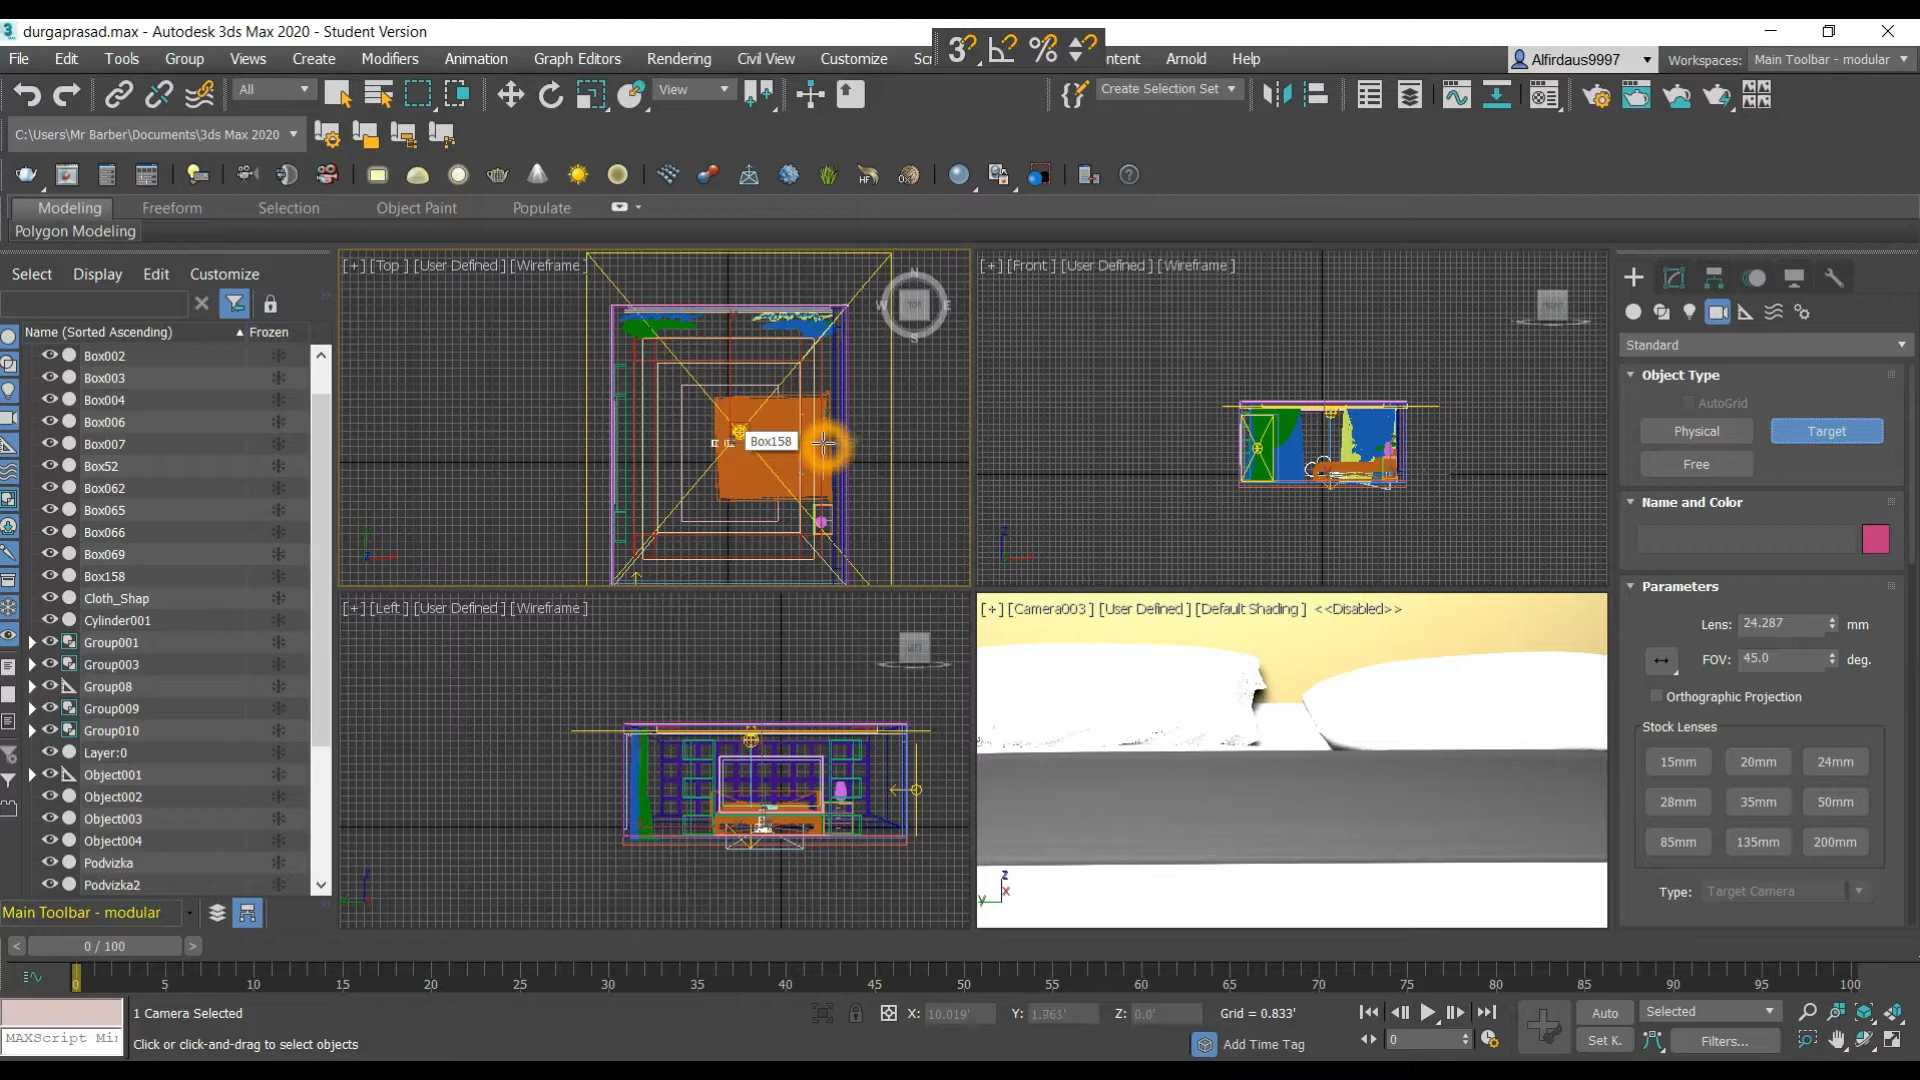 durgaprasad.max - Autodesk 3ds Max 2020 - Student Version
File Edit Tools Group Views Create Modifiers Animation Graph Editors Rendering Civil View Customize Sc ntent Arnold Help Alfirdaus9997 Workspaces: Main Toolbar - modular
All View Create Selection Set
C:\Users\Mr Barber\Documents\3ds Max 2020
Modeling Freeform Selection Object Paint Populate
Polygon Modeling
Select Display Edit Customize
Name (Sorted Ascending) Frozen
Box002
Box003
Box004
Box006
Box007
Box52
Box062
Box065
Box066
Box069
Box158
Cloth_Shap
Cylinder001
Group001
Group003
Group08
Group009
Group010
Layer:0
Object001
Object002
Object003
Object004
Podvizka
Podvizka2
Main Toolbar - modular
[+] [Top ] [User Defined ] [Wireframe ]
N
W TOP E
S
Box158
[+] [Front ] [User Defined ] [Wireframe ]
FRONT
[+] [Left ] [User Defined ] [Wireframe ]
LEFT
[+] [Camera003 ] [User Defined ] [Default Shading ] <<Disabled>>
Standard
Object Type
AutoGrid
Physical Target
Free
Name and Color
Parameters
Lens: 24.287 mm
FOV: 45.0 deg.
Orthographic Projection
Stock Lenses
15mm 20mm 24mm
28mm 35mm 50mm
85mm 135mm 200mm
Type: Target Camera
< 0 / 100 >
0 5 10 15 20 25 30 35 40 45 50 55 60 65 70 75 80 85 90 95 100
1 Camera Selected
X: 10.019' Y: 1.963' Z: 0.0' Grid = 0.833'
Auto Selected
MAXScript Mi
Click or click-and-drag to select objects
Add Time Tag
0
Set K. Filters...